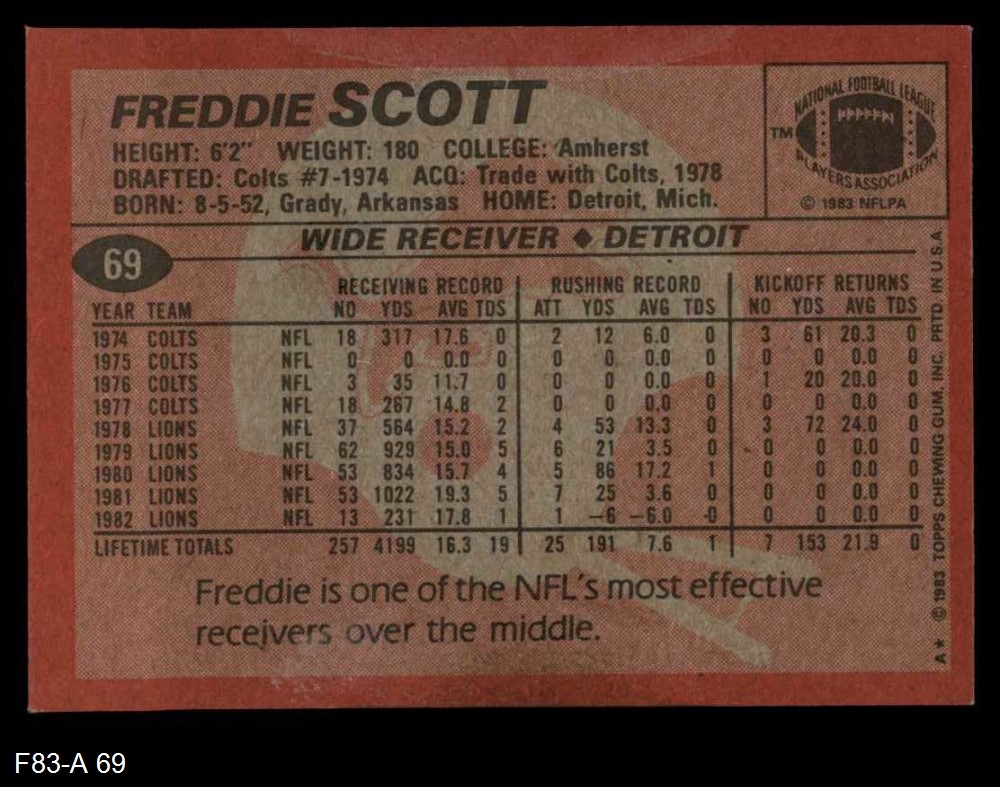 FREDDIE SCOTT
HEIGHT: 6'2" WEIGHT: 180 COLLEGE: Amherst
DRAFTED: Colts #7-1974 ACQ: Trade with Colts, 1978
BORN: 8-5-52, Grady, Arkansas HOME: Detroit, Mich.
NATIONAL FOOTBALL LEAGUE
TM
PLAYERS ASSOCIATION
© 1983 NFLPA
WIDE RECEIVER ◆ DETROIT
69
RECEIVING RECORD RUSHING RECORD KICKOFF RETURNS
YEAR TEAM NO YDS AVG TDS ATT YDS AVG TDS NO YDS AVG TDS
1974 COLTS NFL 18 317 17.6 0 2 12 6.0 0 3 61 20.3 0
1975 COLTS NFL 0 0 0.0 0 0 0 0.0 0 0 0 0.0 0
1976 COLTS NFL 3 35 11.7 0 0 0 0.0 0 1 20 20.0 0
1977 COLTS NFL 18 267 14.8 2 0 0 0.0 0 0 0 0.0 0
1978 LIONS NFL 37 564 15.2 2 4 53 13.3 0 3 72 24.0 0
1979 LIONS NFL 62 929 15.0 5 6 21 3.5 0 0 0 0.0 0
1980 LIONS NFL 53 834 15.7 4 5 86 17.2 1 0 0 0.0 0
1981 LIONS NFL 53 1022 19.3 5 7 25 3.6 0 0 0 0.0 0
1982 LIONS NFL 13 231 17.8 1 1 -6 -6.0 0 0 0 0.0 0
LIFETIME TOTALS 257 4199 16.3 19 25 191 7.6 1 7 153 21.9 0
Freddie is one of the NFL's most effective
receivers over the middle.
A* © 1983 TOPPS CHEWING GUM, INC. PRTD IN U.S.A
F83-A 69